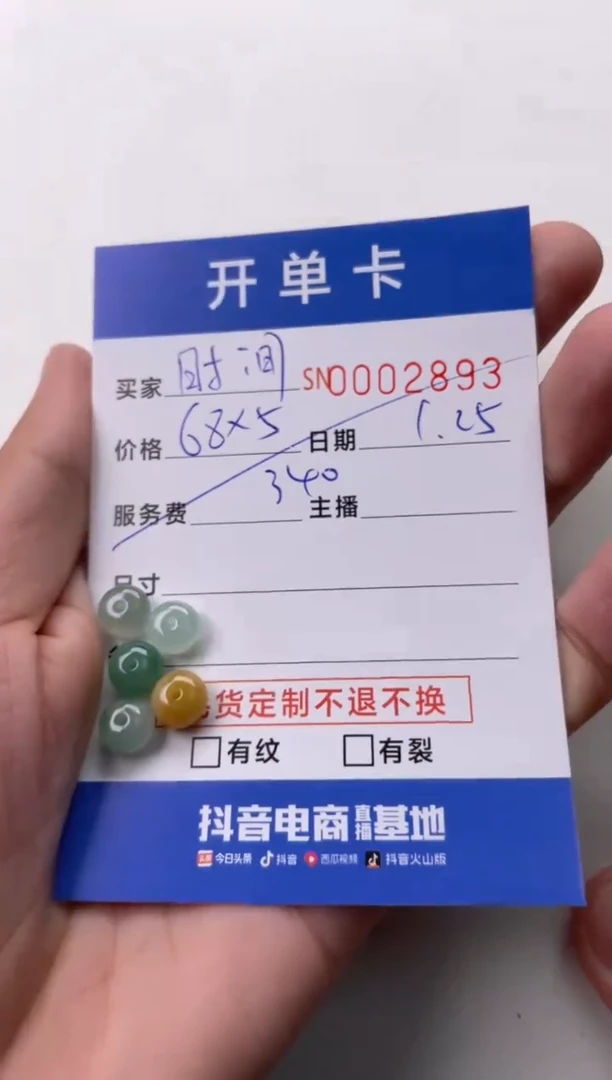 开单卡
买家 时间 SN0002893
价格 68×5 日期 1.25
服务费 340 主播
尺寸
货定制不退不换
有纹 有裂
抖音电商直播基地
头条 今日头条 抖音 西瓜视频 抖音火山版